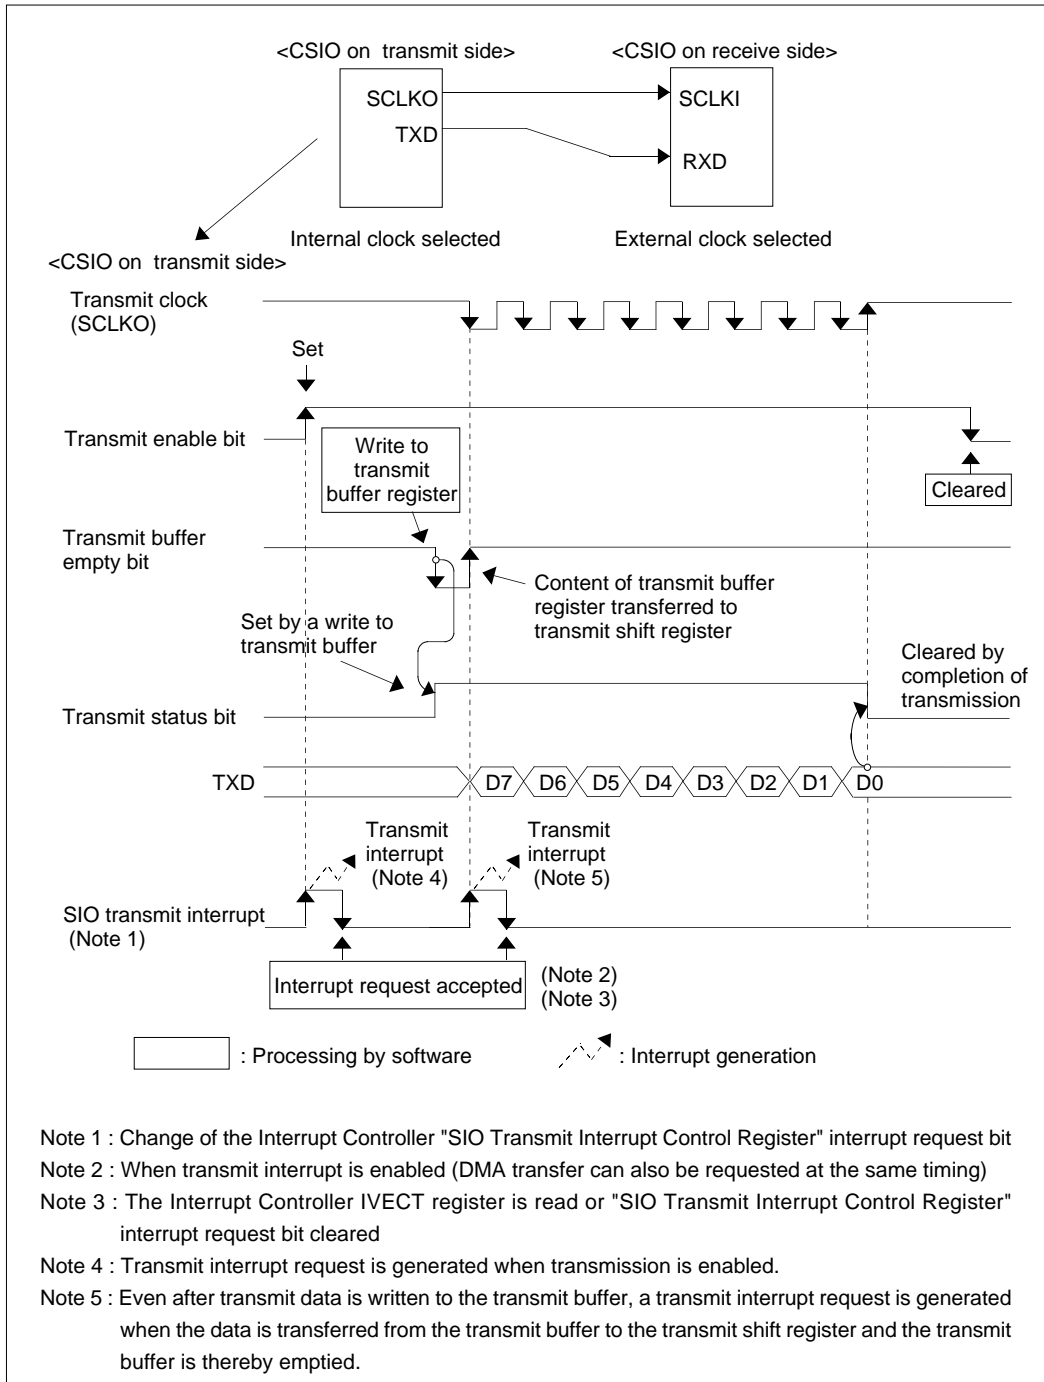 <CSIO on transmit side>
<CSIO on receive side>
SCLKO
SCLKI
TXD
RXD
Internal clock selected
External clock selected
<CSIO on transmit side>
Transmit clock
(SCLKO)
Set
Transmit enable bit
Write to
transmit
buffer register
Cleared
Transmit buffer
empty bit
Content of transmit buffer
register transferred to
transmit shift register
Set by a write to
transmit buffer
Cleared by
completion of
transmission
Transmit status bit
TXD
D7
D6
D5
D4
D3
D2
D1
D0
Transmit
interrupt
(Note 4)
Transmit
interrupt
(Note 5)
SIO transmit interrupt
(Note 1)
Interrupt request accepted
(Note 2)
(Note 3)
: Processing by software
: Interrupt generation
Note 1 : Change of the Interrupt Controller "SIO Transmit Interrupt Control Register" interrupt request bit
Note 2 : When transmit interrupt is enabled (DMA transfer can also be requested at the same timing)
Note 3 : The Interrupt Controller IVECT register is read or "SIO Transmit Interrupt Control Register"
interrupt request bit cleared
Note 4 : Transmit interrupt request is generated when transmission is enabled.
Note 5 : Even after transmit data is written to the transmit buffer, a transmit interrupt request is generated
when the data is transferred from the transmit buffer to the transmit shift register and the transmit
buffer is thereby emptied.